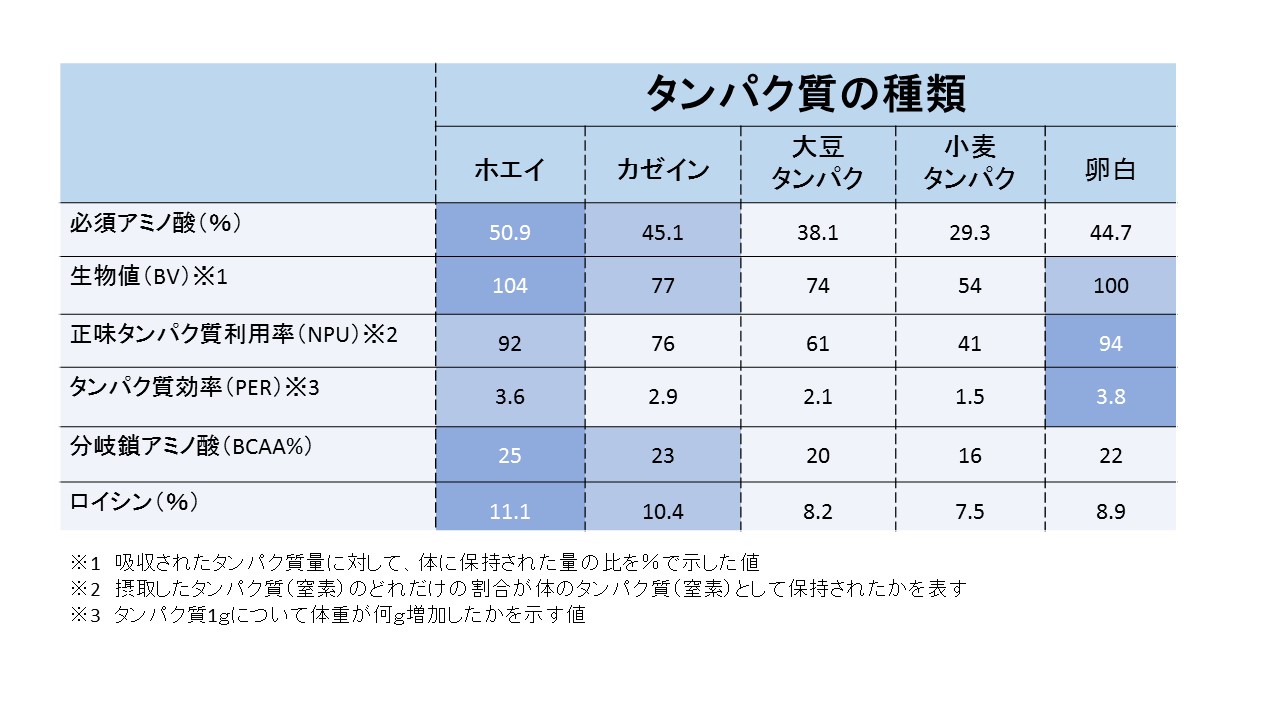 タンパク質の種類
ホエイ カゼイン 大豆 タンパク 小麦 タンパク 卵白
必須アミノ酸(%) 50.9 45.1 38.1 29.3 44.7
生物値(BV)※1 104 77 74 54 100
正味タンパク質利用率(NPU)※2 92 76 61 41 94
タンパク質効率(PER)※3 3.6 2.9 2.1 1.5 3.8
分岐鎖アミノ酸(BCAA%) 25 23 20 16 22
ロイシン(%) 11.1 10.4 8.2 7.5 8.9
※1 吸収されたタンパク質量に対して、体に保持された量の比を%で示した値
※2 摂取したタンパク質(窒素)のどれだけの割合が体のタンパク質(窒素)として保持されたかを表す
※3 タンパク質1gについて体重が何g増加したかを示す値